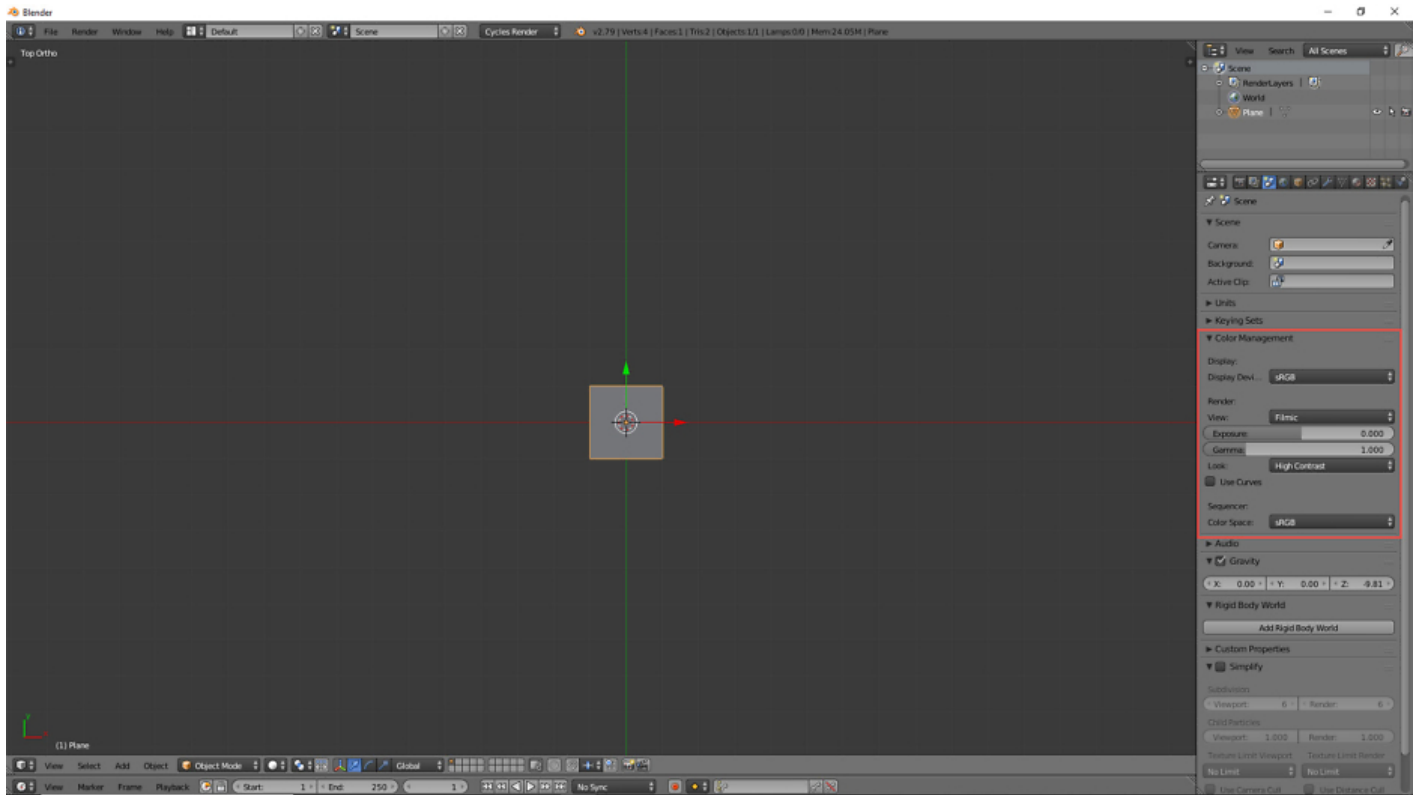 Blender
File Render Window Help Default Scene Cycles Render v2.79 | Verts:4 | Faces:1 | Tris:2 | Objects:1/1 | Lamps:0/0 | Mem:24.05M | Plane
Top Ortho
(1) Plane
View Select Add Object Object Mode Global
View Marker Frame Playback Start: 1 End: 250 1 No Sync
View Search All Scenes
Scene
RenderLayers |
World
Plane |
Scene
Scene
Camera:
Background:
Active Clip:
Units
Keying Sets
Color Management
Display:
Display Devi... sRGB
Render:
View: Filmic
Exposure: 0.000
Gamma: 1.000
Look: High Contrast
Use Curves
Sequencer:
Color Space: sRGB
Audio
Gravity
X: 0.00 Y: 0.00 Z: -9.81
Rigid Body World
Add Rigid Body World
Custom Properties
Simplify
Subdivision
Viewport: 6 Render: 6
Child Particles
Viewport: 1.000 Render: 1.000
Texture Limit Viewport Texture Limit Render
No Limit No Limit
Use Camera Cull Use Distance Cull